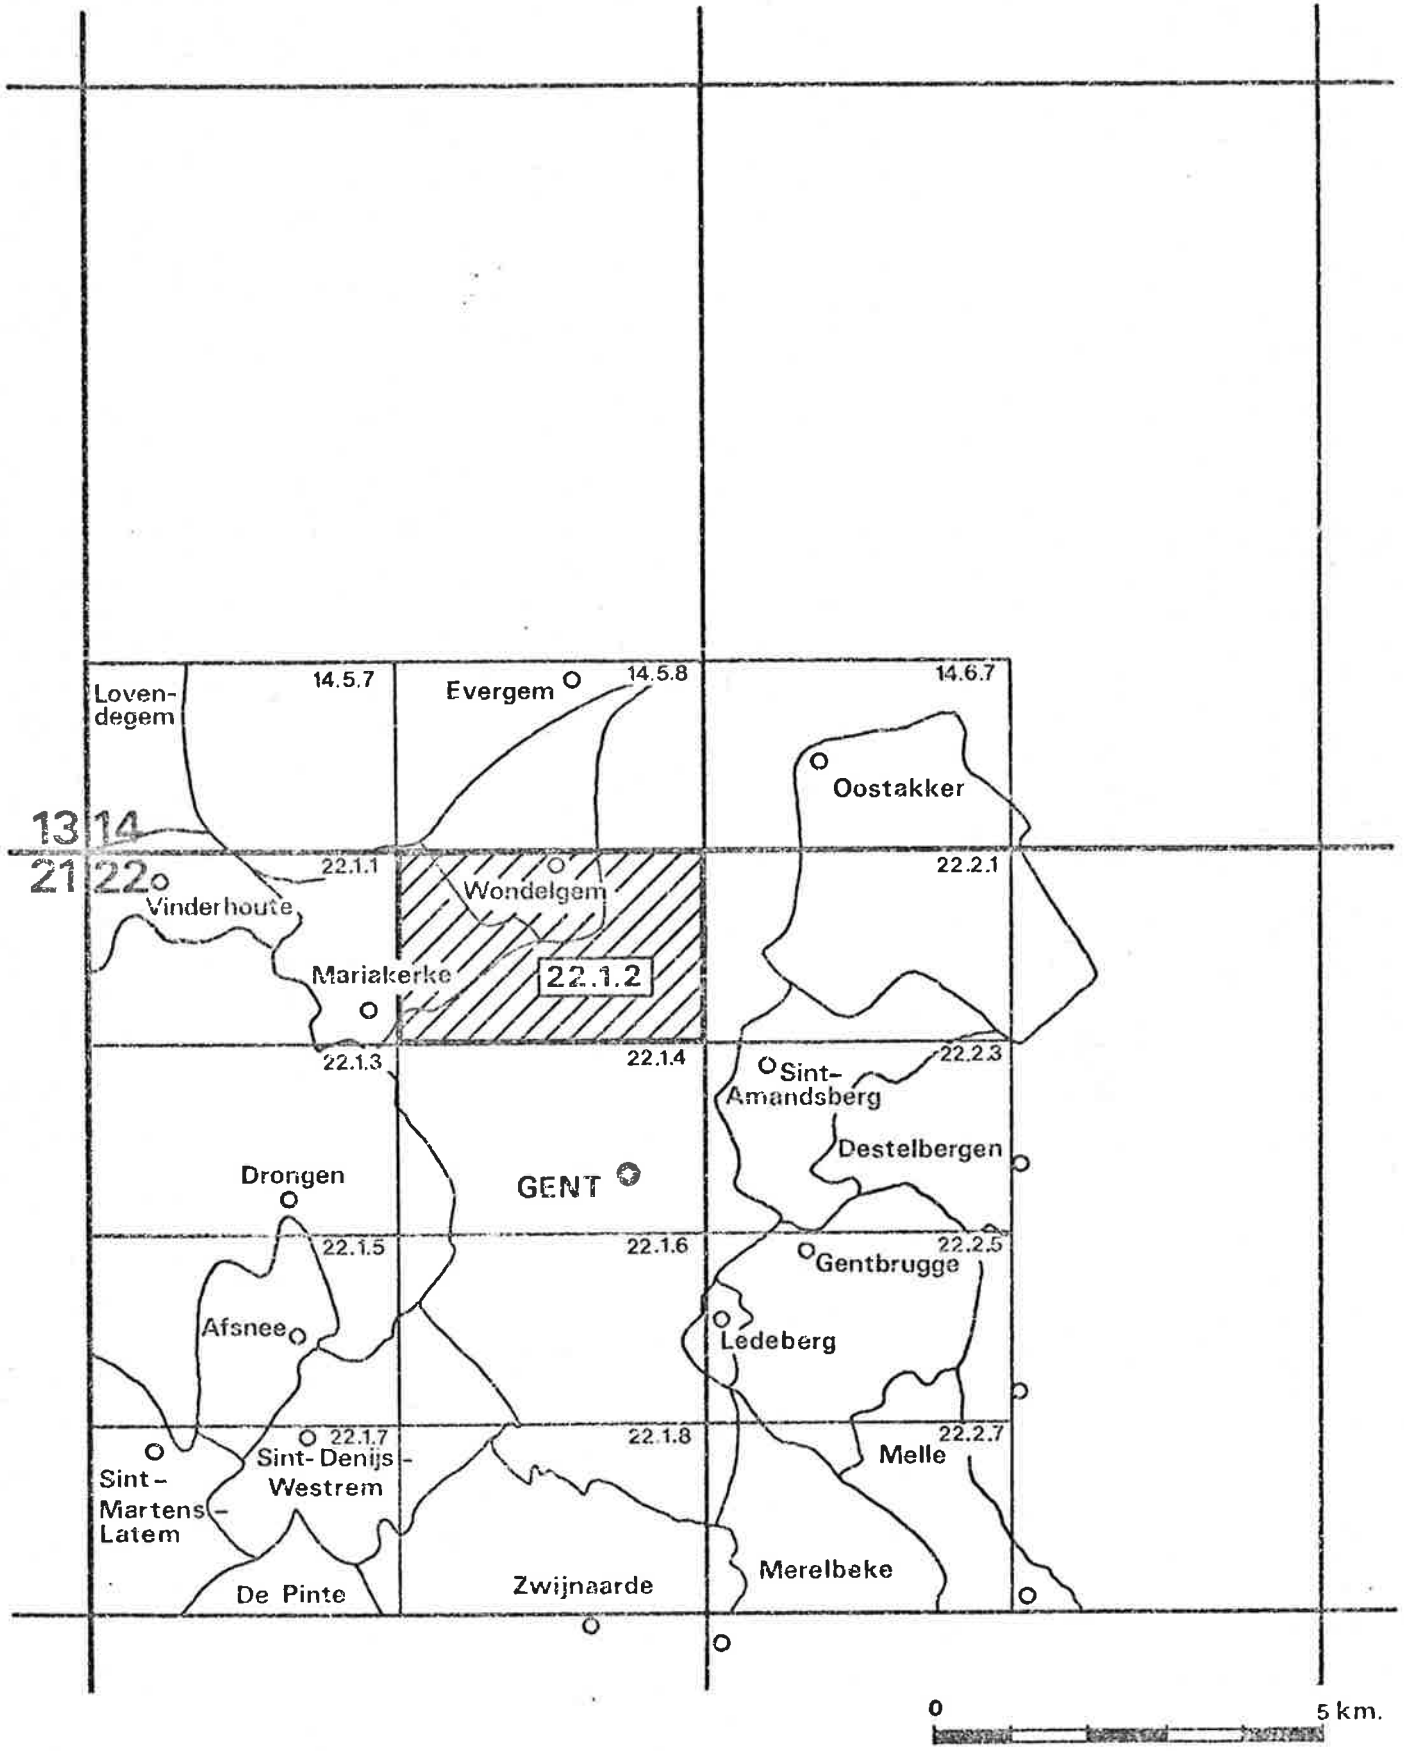 14.5.7
14.5.8
14.6.7
Loven-
degem
Evergem
Oostakker
13 14
21 22
22.1.1
22.2.1
Vinderhoute
Wondelgem
Mariakerke
22.1.2
22.1.3
22.1.4
22.2.3
Sint-
Amandsberg
Destelbergen
Drongen
GENT
22.1.5
22.1.6
22.2.5
Gentbrugge
Afsnee
Ledeberg
22.1.7
22.1.8
22.2.7
Sint-Denijs-
Westrem
Melle
Sint-
Martens-
Latem
De Pinte
Zwijnaarde
Merelbeke
0 5 km.